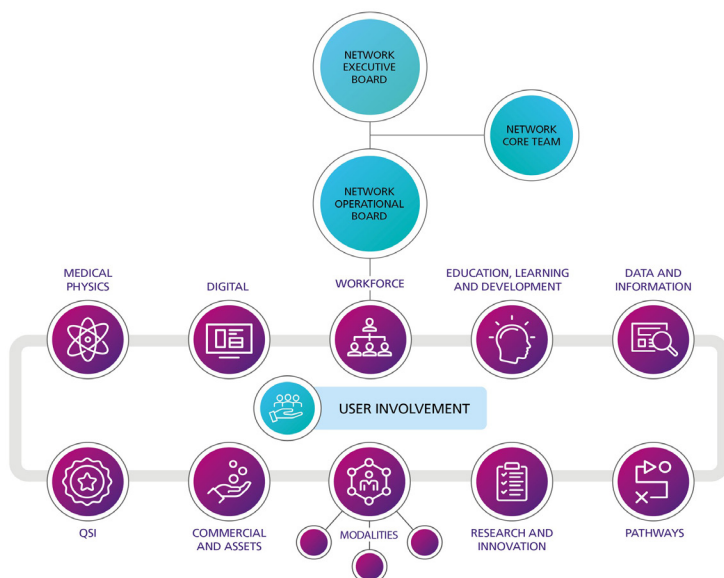 NETWORK
EXECUTIVE
BOARD
NETWORK
CORE TEAM
NETWORK
OPERATIONAL
BOARD
MEDICAL
PHYSICS
DIGITAL
WORKFORCE
EDUCATION, LEARNING
AND DEVELOPMENT
DATA AND
INFORMATION
USER INVOLVEMENT
QSI
COMMERCIAL
AND ASSETS
MODALITIES
RESEARCH AND
INNOVATION
PATHWAYS